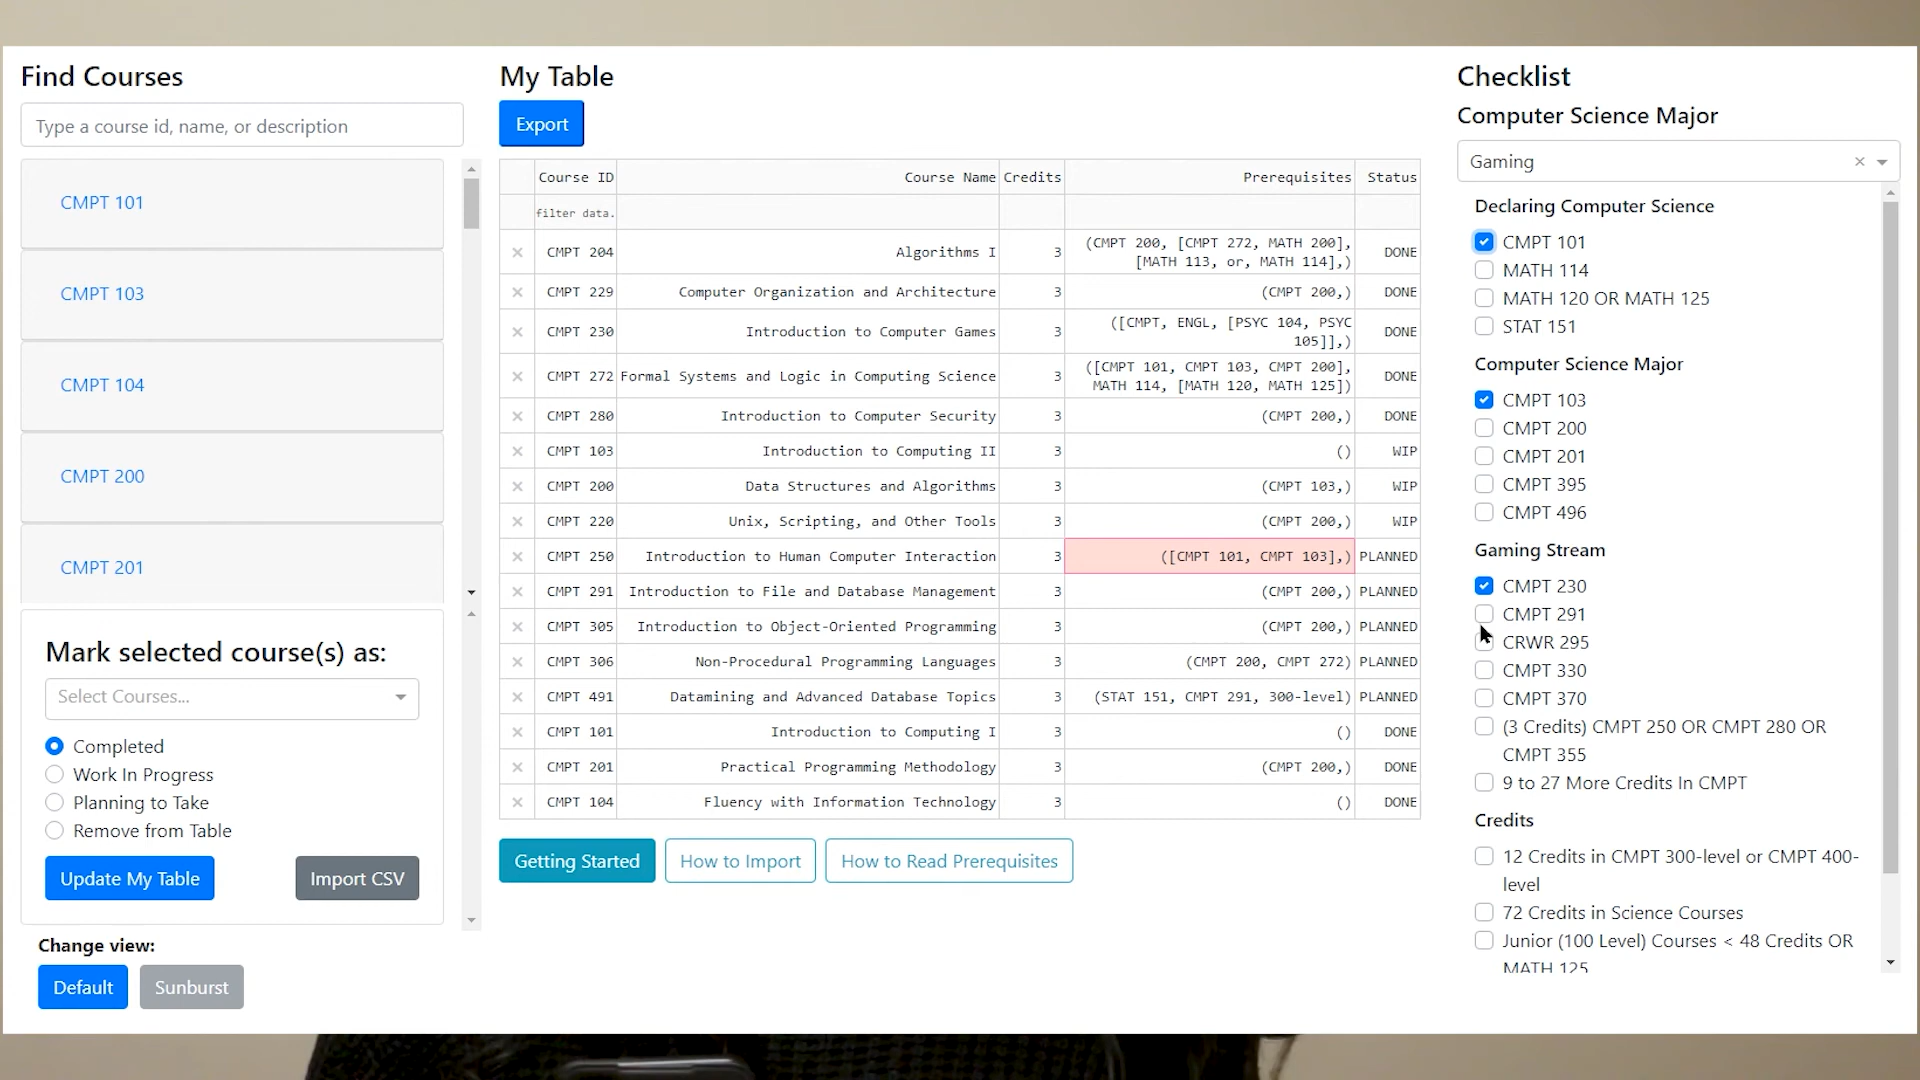 Find Courses
Type a course id, name, or description
CMPT 101
CMPT 103
CMPT 104
CMPT 200
CMPT 201
Mark selected course(s) as:
Select Courses...
Completed
Work In Progress
Planning to Take
Remove from Table
Update My Table
Import CSV
Change view:
Default
Sunburst
My Table
Export
Course ID Course Name Credits Prerequisites Status
filter data.
CMPT 204 Algorithms I 3 (CMPT 200, [CMPT 272, MATH 200], DONE
[MATH 113, or, MATH 114],)
CMPT 229 Computer Organization and Architecture 3 (CMPT 200,) DONE
CMPT 230 Introduction to Computer Games 3 ([CMPT, ENGL, [PSYC 104, PSYC DONE
105]],)
CMPT 272 Formal Systems and Logic in Computing Science 3 ([CMPT 101, CMPT 103, CMPT 200], DONE
MATH 114, [MATH 120, MATH 125])
CMPT 280 Introduction to Computer Security 3 (CMPT 200,) DONE
CMPT 103 Introduction to Computing II 3 () WIP
CMPT 200 Data Structures and Algorithms 3 (CMPT 103,) WIP
CMPT 220 Unix, Scripting, and Other Tools 3 (CMPT 200,) WIP
CMPT 250 Introduction to Human Computer Interaction 3 ([CMPT 101, CMPT 103],) PLANNED
CMPT 291 Introduction to File and Database Management 3 (CMPT 200,) PLANNED
CMPT 305 Introduction to Object-Oriented Programming 3 (CMPT 200,) PLANNED
CMPT 306 Non-Procedural Programming Languages 3 (CMPT 200, CMPT 272) PLANNED
CMPT 491 Datamining and Advanced Database Topics 3 (STAT 151, CMPT 291, 300-level) PLANNED
CMPT 101 Introduction to Computing I 3 () DONE
CMPT 201 Practical Programming Methodology 3 (CMPT 200,) DONE
CMPT 104 Fluency with Information Technology 3 () DONE
Getting Started
How to Import
How to Read Prerequisites
Checklist
Computer Science Major
Gaming
Declaring Computer Science
CMPT 101
MATH 114
MATH 120 OR MATH 125
STAT 151
Computer Science Major
CMPT 103
CMPT 200
CMPT 201
CMPT 395
CMPT 496
Gaming Stream
CMPT 230
CMPT 291
CRWR 295
CMPT 330
CMPT 370
(3 Credits) CMPT 250 OR CMPT 280 OR
CMPT 355
9 to 27 More Credits In CMPT
Credits
12 Credits in CMPT 300-level or CMPT 400-
level
72 Credits in Science Courses
Junior (100 Level) Courses < 48 Credits OR
MATH 125